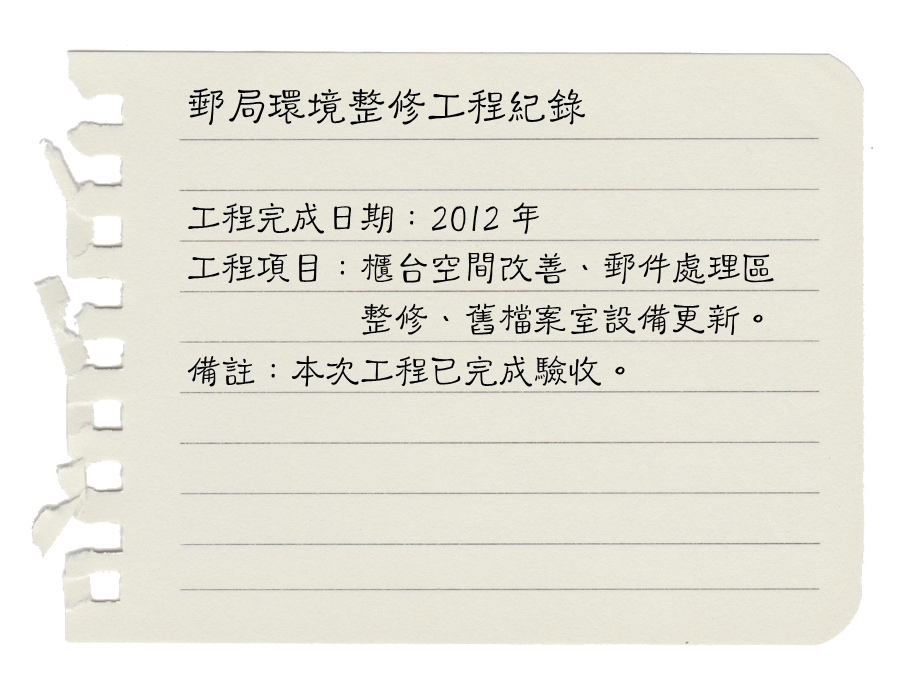 郵局環境整修工程紀錄
工程完成日期：2012 年
工程項目：櫃台空間改善、郵件處理區
整修、舊檔案室設備更新。
備註：本次工程已完成驗收。